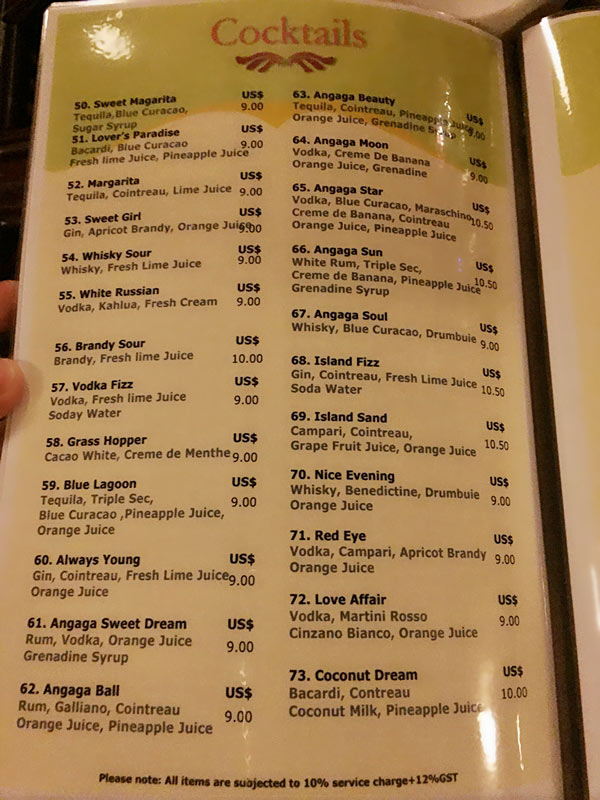 Cocktails
50. Sweet Magarita US$
Tequila,Blue Curacao, 9.00
Sugar Syrup
51. Lover's Paradise US$
Bacardi, Blue Curacao 9.00
Fresh lime Juice, Pineapple Juice
52. Margarita US$
Tequila, Cointreau, Lime Juice 9.00
53. Sweet Girl US$
Gin, Apricot Brandy, Orange Juice 9.00
54. Whisky Sour US$
Whisky, Fresh Lime Juice 9.00
55. White Russian US$
Vodka, Kahlua, Fresh Cream 9.00
56. Brandy Sour US$
Brandy, Fresh lime Juice 10.00
57. Vodka Fizz US$
Vodka, Fresh lime Juice 9.00
Soday Water
58. Grass Hopper US$
Cacao White, Creme de Menthe 9.00
59. Blue Lagoon US$
Tequila, Triple Sec, 9.00
Blue Curacao ,Pineapple Juice,
Orange Juice
60. Always Young US$
Gin, Cointreau, Fresh Lime Juice 9.00
Orange Juice
61. Angaga Sweet Dream US$
Rum, Vodka, Orange Juice 9.00
Grenadine Syrup
62. Angaga Ball US$
Rum, Galliano, Cointreau 9.00
Orange Juice, Pineapple Juice
63. Angaga Beauty US$
Tequila, Cointreau, Pineapple Juice 9.00
Orange Juice, Grenadine Syrup
64. Angaga Moon US$
Vodka, Creme De Banana 9.00
Orange Juice, Grenadine
65. Angaga Star US$
Vodka, Blue Curacao, Maraschino, 10.50
Creme de Banana, Cointreau
Orange Juice, Pineapple Juice
66. Angaga Sun US$
White Rum, Triple Sec, 10.50
Creme de Banana, Pineapple Juice
Grenadine Syrup
67. Angaga Soul US$
Whisky, Blue Curacao, Drumbuie 9.00
68. Island Fizz US$
Gin, Cointreau, Fresh Lime Juice 10.50
Soda Water
69. Island Sand US$
Campari, Cointreau, 10.50
Grape Fruit Juice, Orange Juice
70. Nice Evening US$
Whisky, Benedictine, Drumbuie 9.00
Orange Juice
71. Red Eye US$
Vodka, Campari, Apricot Brandy 9.00
Orange Juice
72. Love Affair US$
Vodka, Martini Rosso 9.00
Cinzano Bianco, Orange Juice
73. Coconut Dream US$
Bacardi, Contreau 10.00
Coconut Milk, Pineapple Juice
Please note: All items are suojected to 10% service charge+12%GST